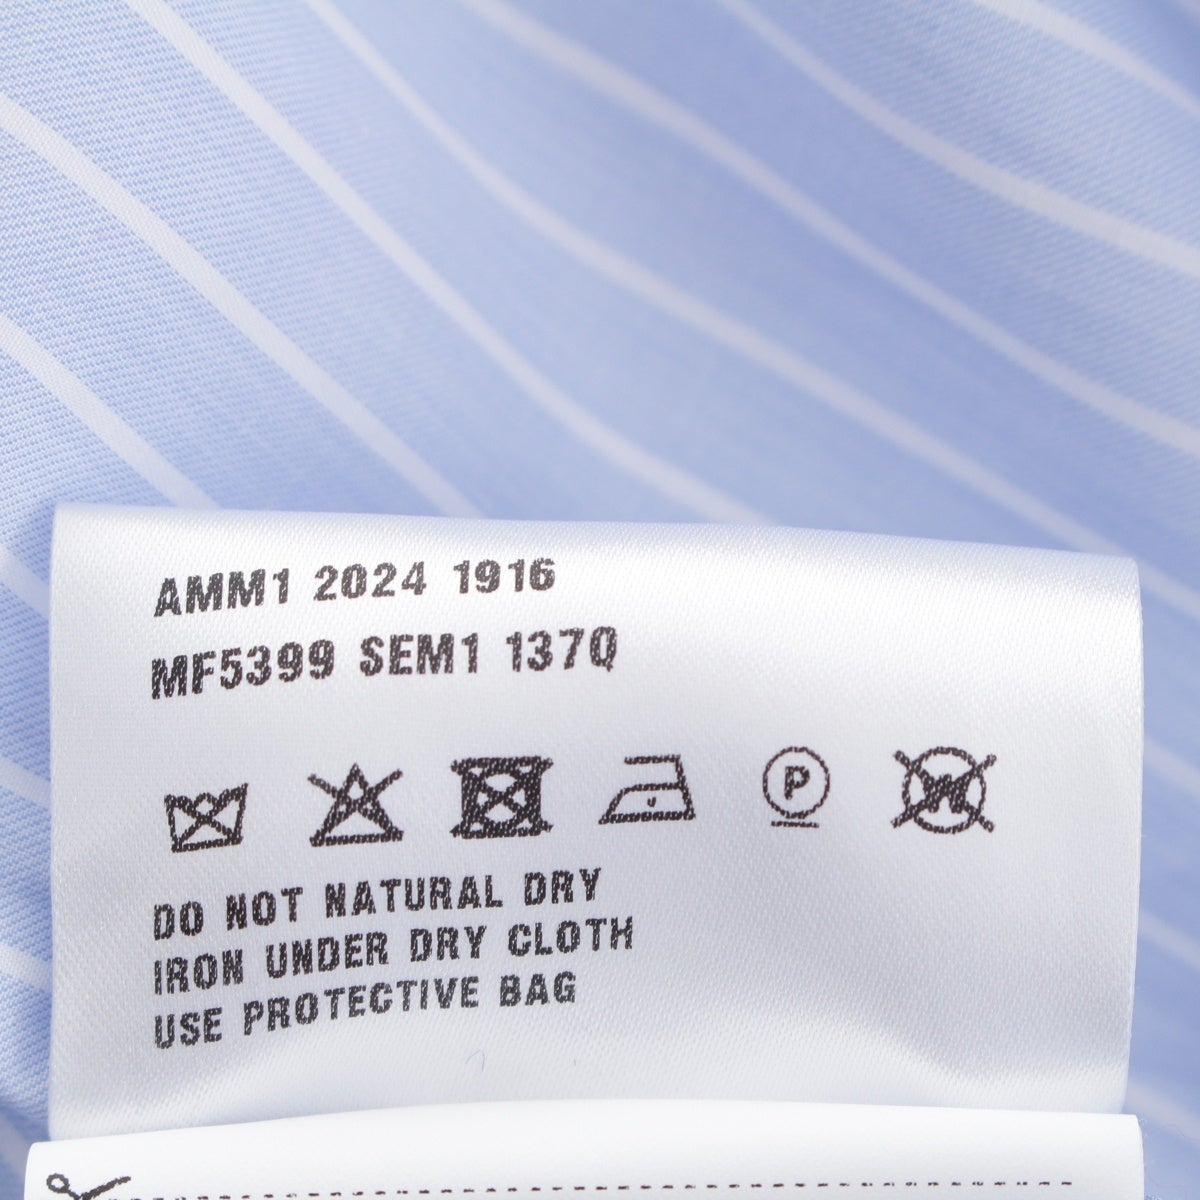 AMM1 2024 1916
MF5399 SEM1 137Q
P W
DO NOT NATURAL DRY
IRON UNDER DRY CLOTH
USE PROTECTIVE BAG